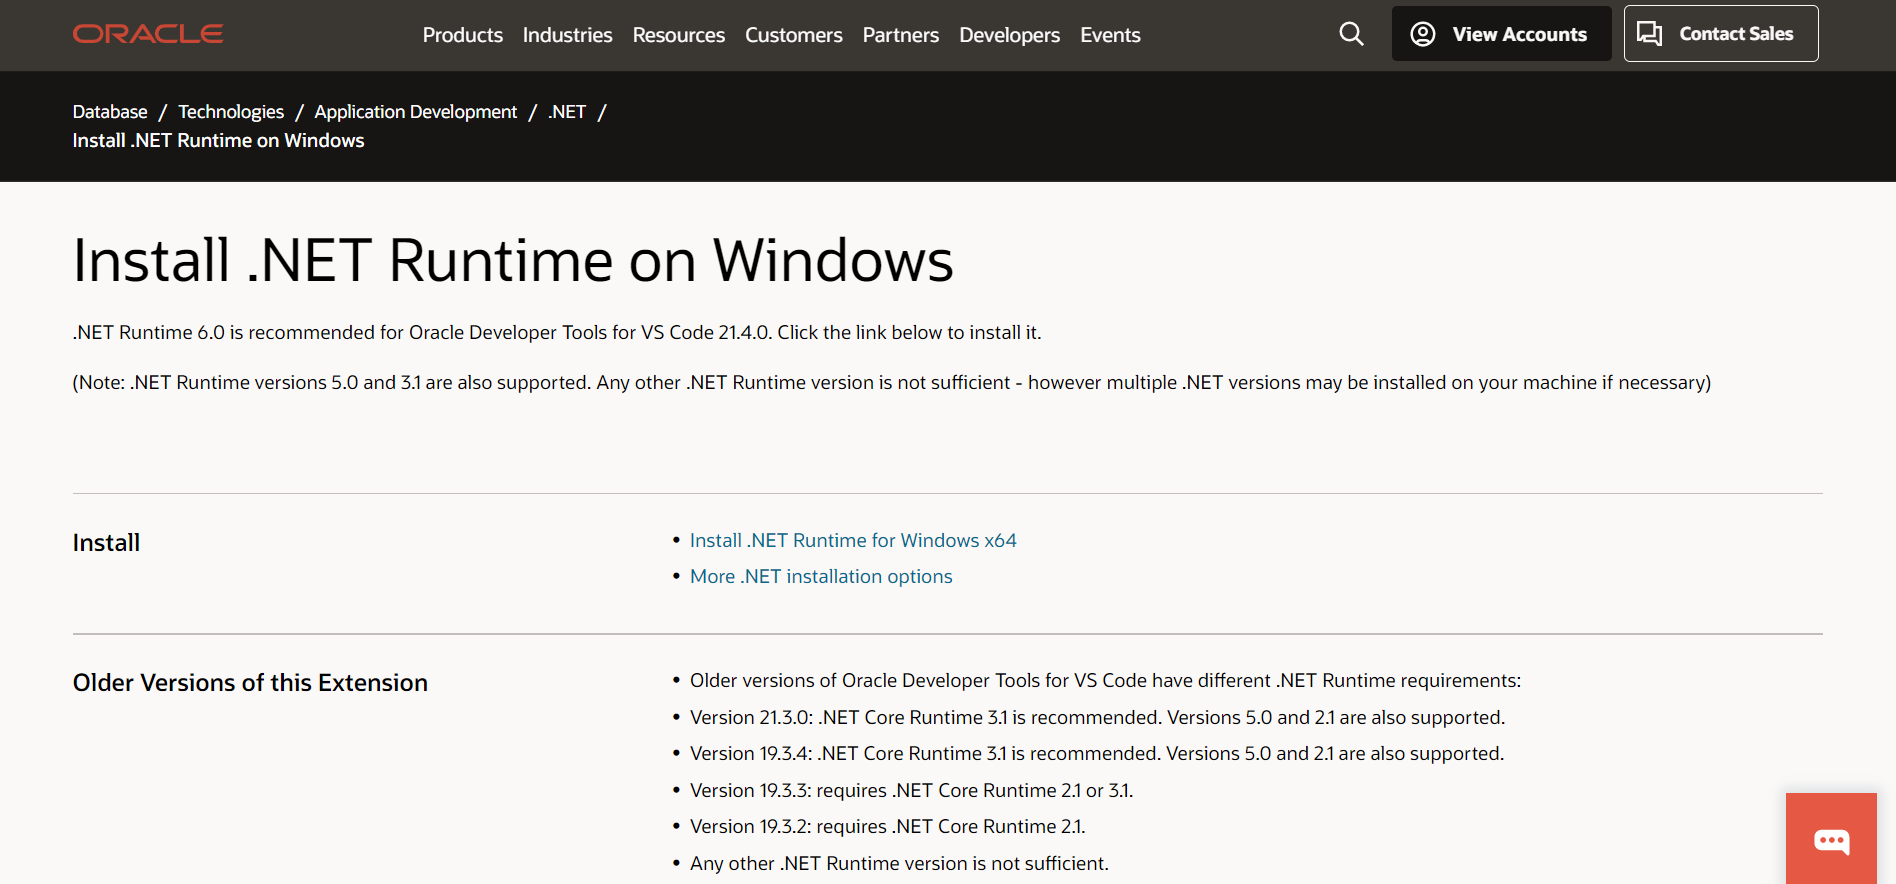 ORACLE
Products Industries Resources Customers Partners Developers Events
View Accounts
Contact Sales
Database / Technologies / Application Development / .NET /
Install .NET Runtime on Windows
Install .NET Runtime on Windows
.NET Runtime 6.0 is recommended for Oracle Developer Tools for VS Code 21.4.0. Click the link below to install it.
(Note: .NET Runtime versions 5.0 and 3.1 are also supported. Any other .NET Runtime version is not sufficient - however multiple .NET versions may be installed on your machine if necessary)
Install
• Install .NET Runtime for Windows x64
• More .NET installation options
Older Versions of this Extension
• Older versions of Oracle Developer Tools for VS Code have different .NET Runtime requirements:
• Version 21.3.0: .NET Core Runtime 3.1 is recommended. Versions 5.0 and 2.1 are also supported.
• Version 19.3.4: .NET Core Runtime 3.1 is recommended. Versions 5.0 and 2.1 are also supported.
• Version 19.3.3: requires .NET Core Runtime 2.1 or 3.1.
• Version 19.3.2: requires .NET Core Runtime 2.1.
• Any other .NET Runtime version is not sufficient.